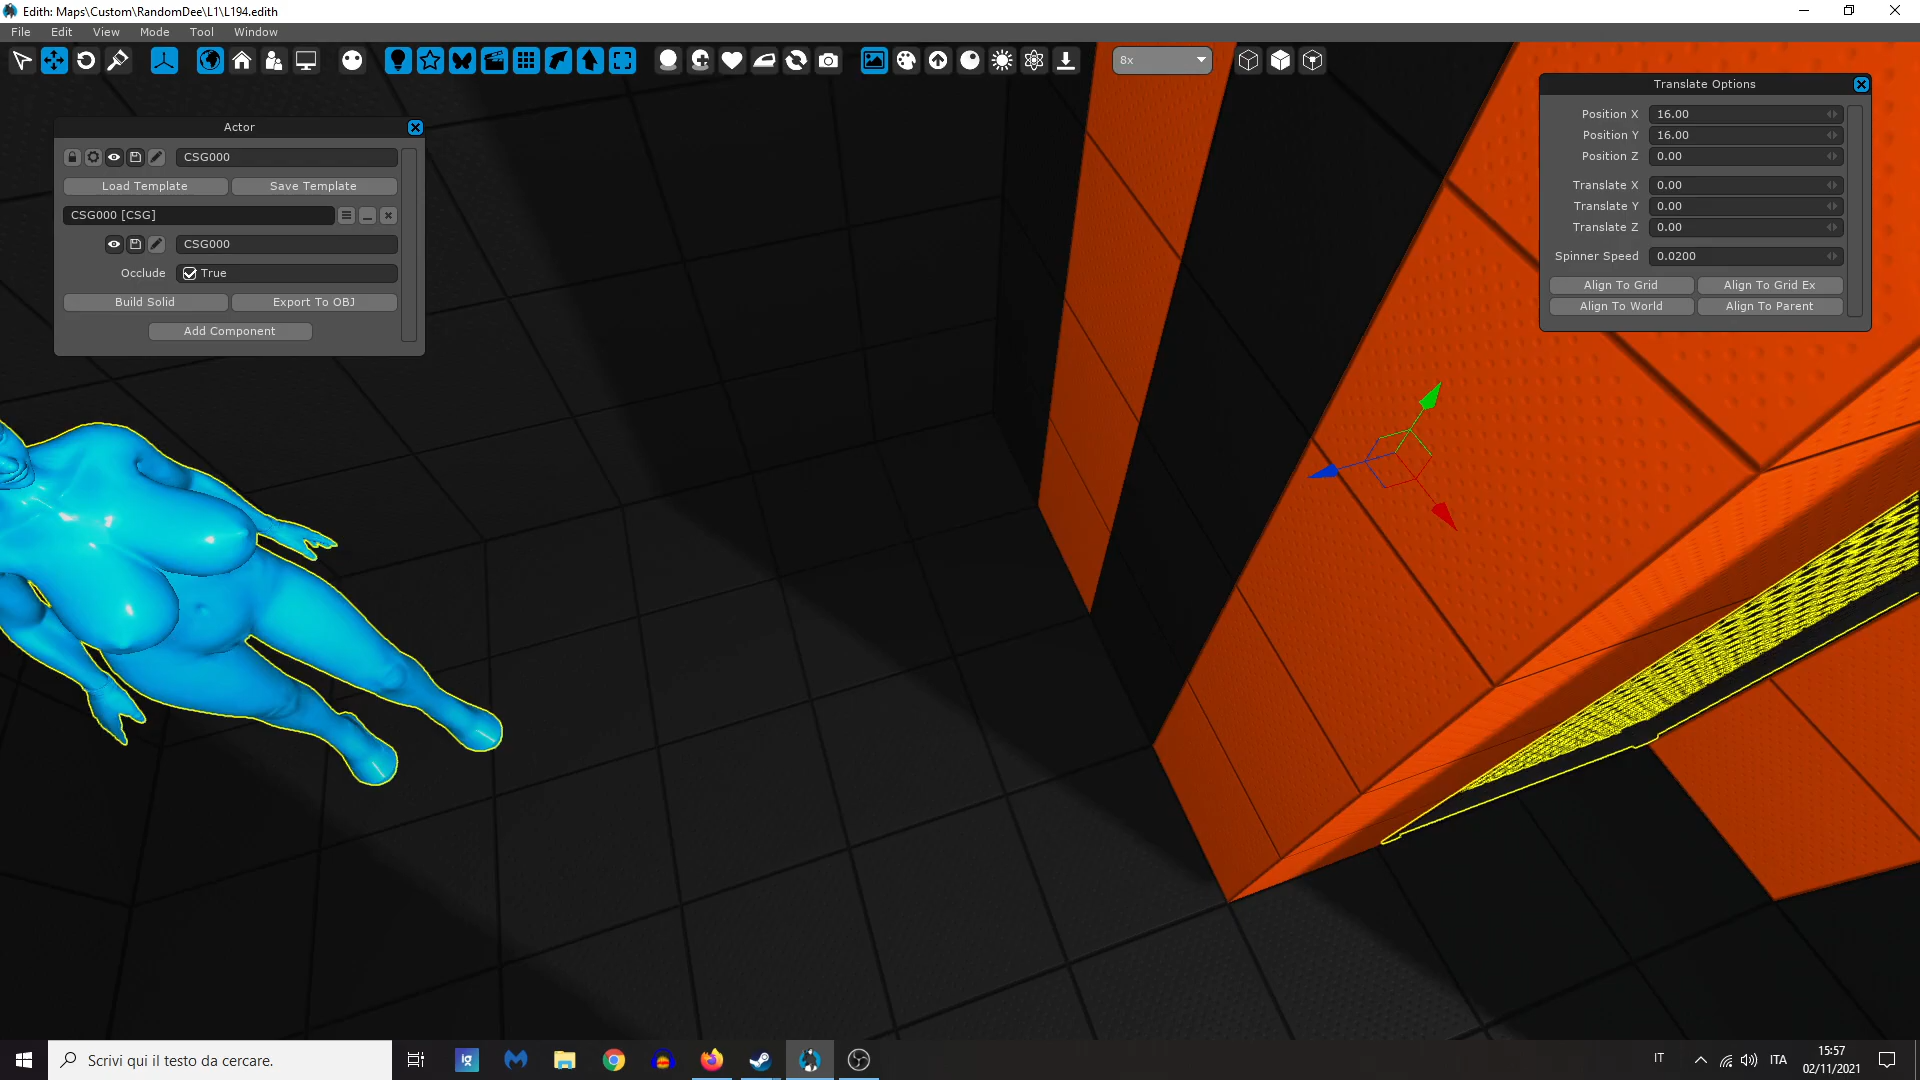 Edith: Maps\Custom\RandomDee\L1\L194.edith
File Edit View Mode Tool Window
8x
Actor
CSG000
Load Template Save Template
CSG000 [CSG]
CSG000
Occlude True
Build Solid Export To OBJ
Add Component
Translate Options
Position X 16.00
Position Y 16.00
Position Z 0.00
Translate X 0.00
Translate Y 0.00
Translate Z 0.00
Spinner Speed 0.0200
Align To Grid Align To Grid Ex
Align To World Align To Parent
Scrivi qui il testo da cercare.
IT
ITA
15:57
02/11/2021